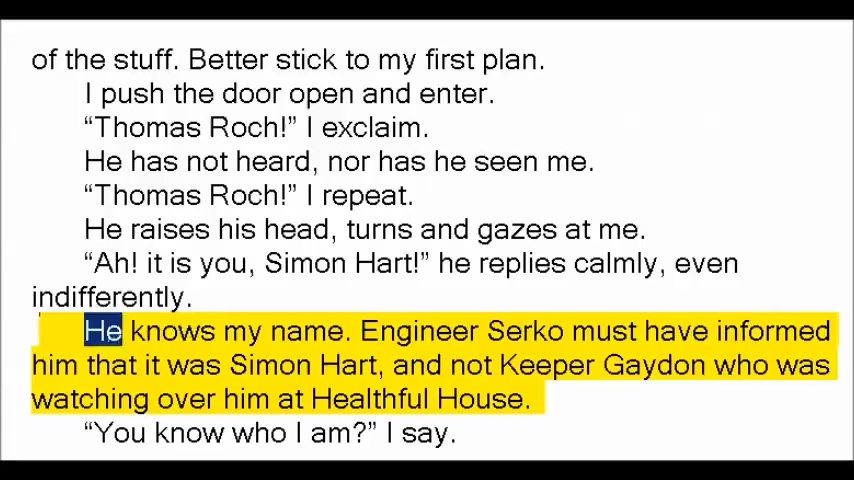 of the stuff. Better stick to my first plan.
I push the door open and enter.
“Thomas Roch!” I exclaim.
He has not heard, nor has he seen me.
“Thomas Roch!” I repeat.
He raises his head, turns and gazes at me.
“Ah! it is you, Simon Hart!” he replies calmly, even
indifferently.
He knows my name. Engineer Serko must have informed
him that it was Simon Hart, and not Keeper Gaydon who was
watching over him at Healthful House.
“You know who I am?” I say.